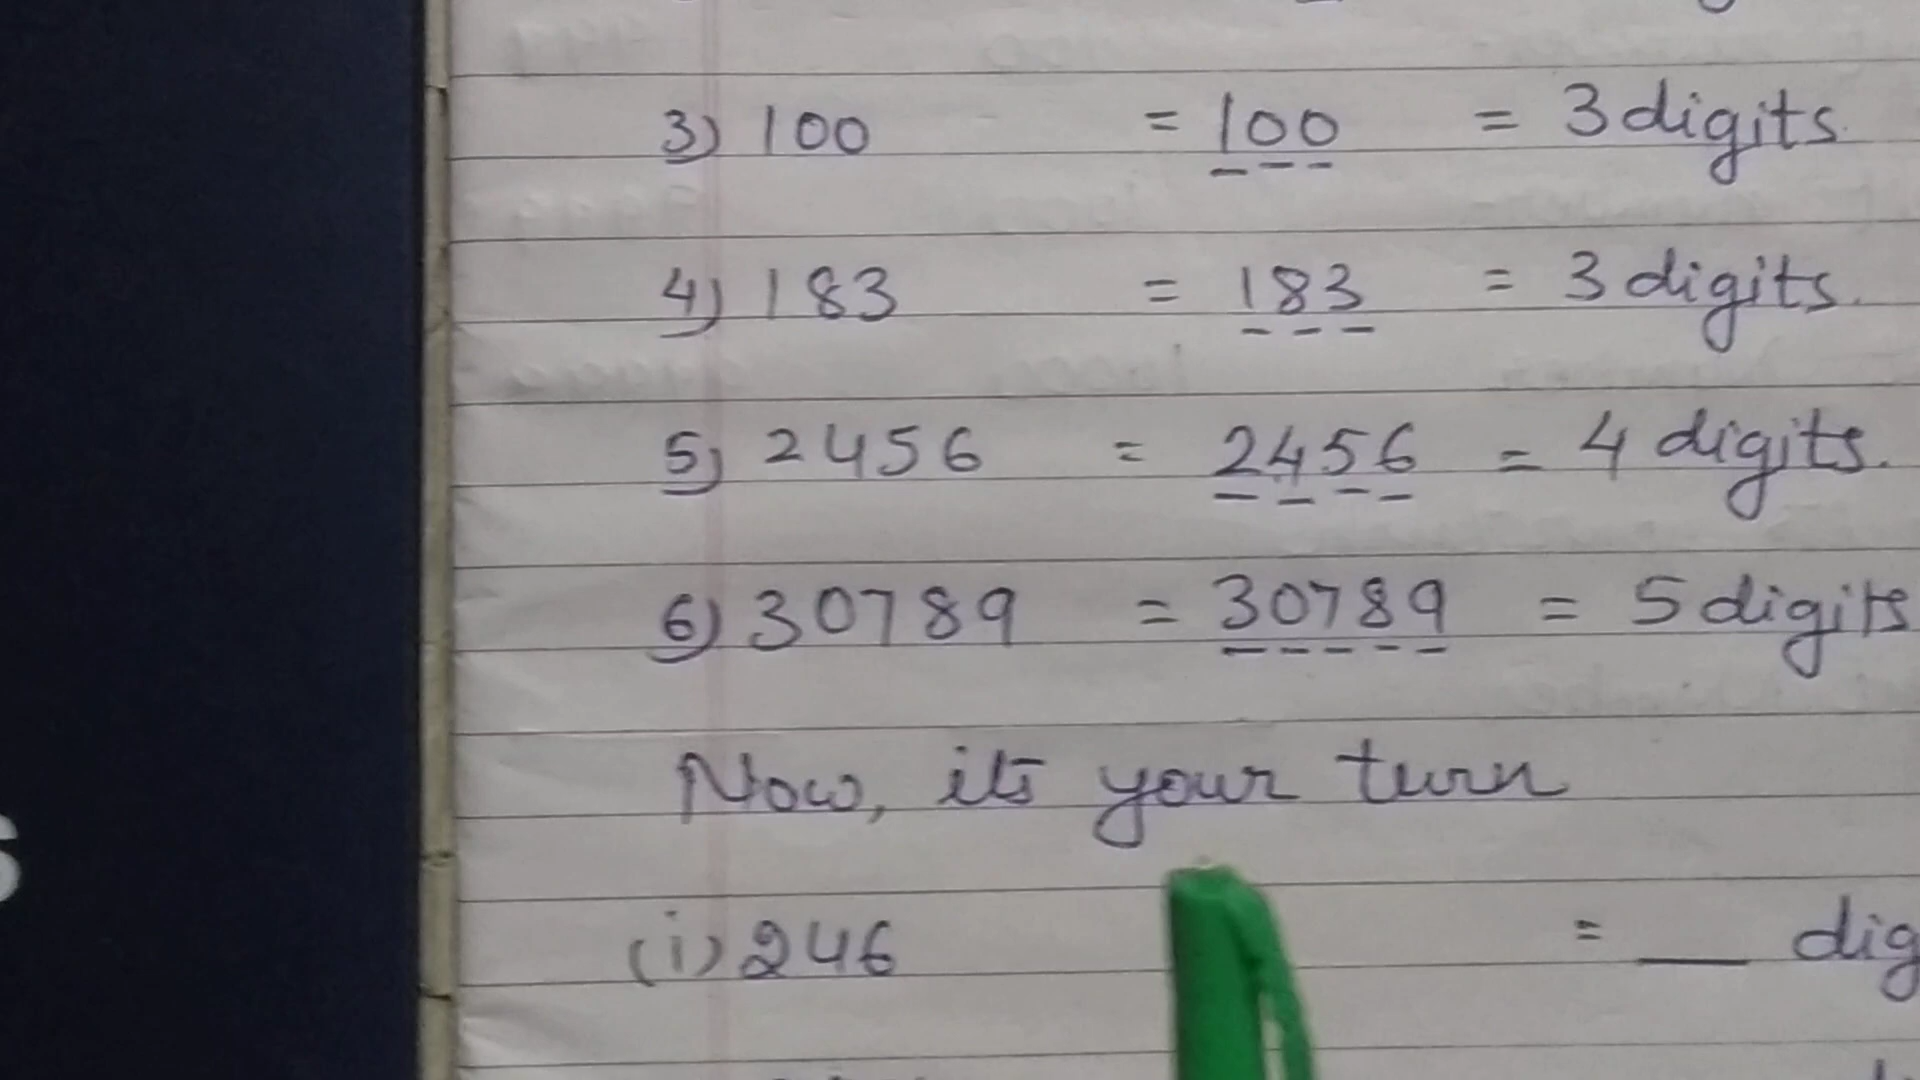 3) 100 = 100 = 3 digits.
4) 183 = 183 = 3 digits.
5) 2456 = 2456 = 4 digits.
6) 30789 = 30789 = 5 digits
Now, its your turn
(i) 246 = __ dig